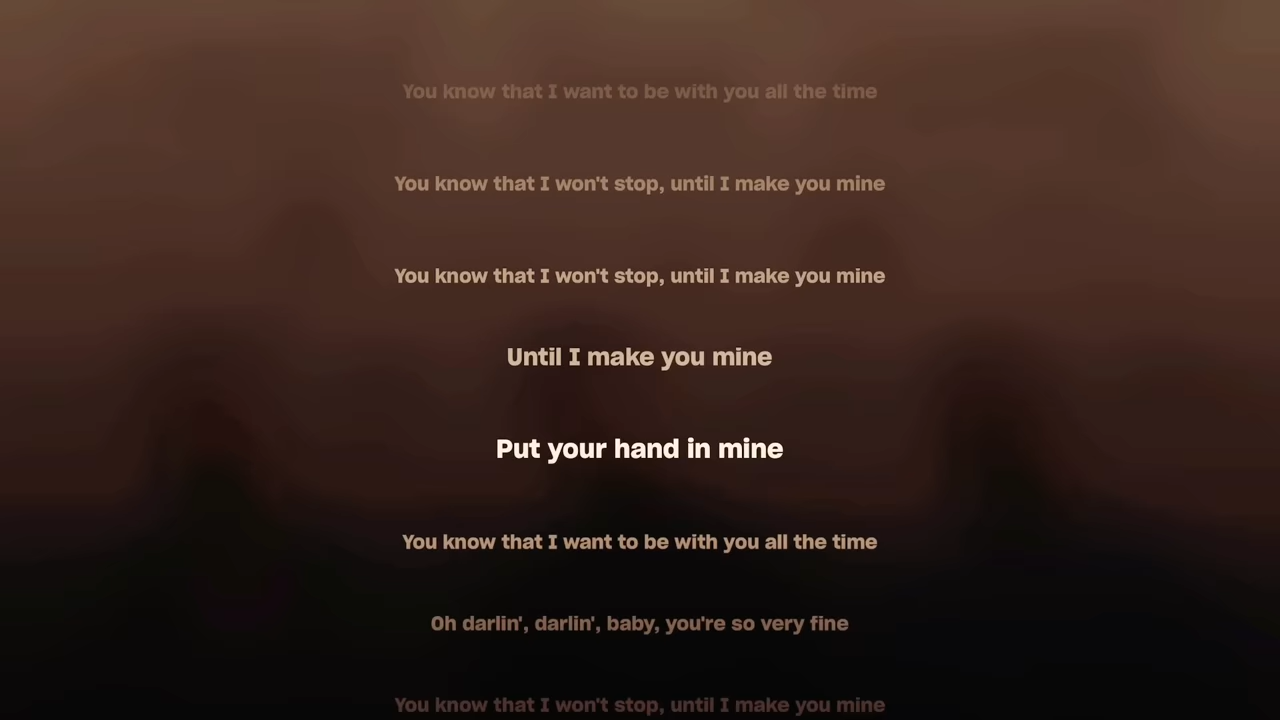 You know that I want to be with you all the time
You know that I won't stop, until I make you mine
You know that I won't stop, until I make you mine
Until I make you mine
Put your hand in mine
You know that I want to be with you all the time
Oh darlin', darlin', baby, you're so very fine
You know that I won't stop, until I make you mine